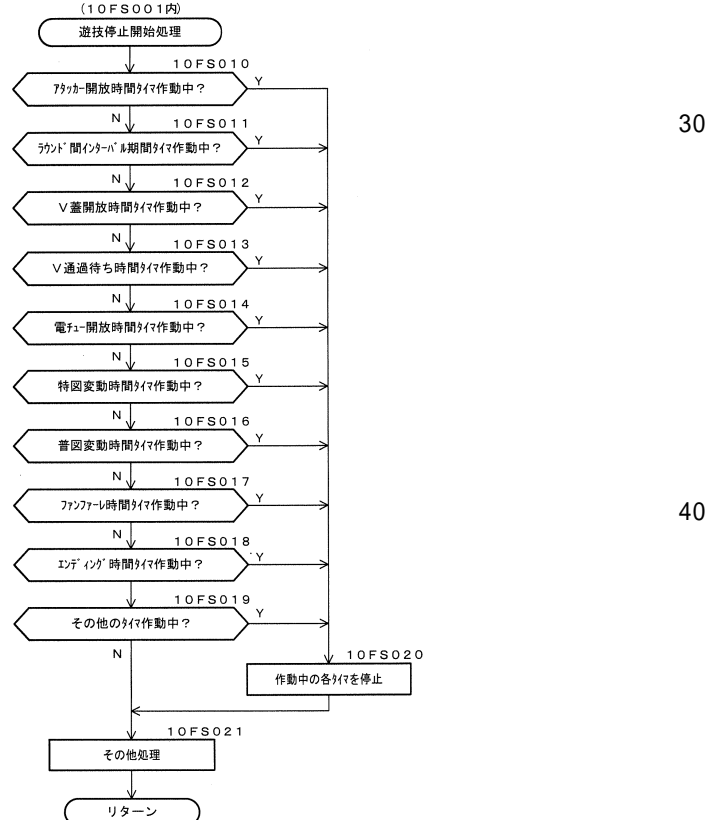 (10FS001内)
遊技停止開始処理
10FS010
ｱﾀｯｶｰ開放時間ﾀｲﾏ作動中？
Y
30
N
10FS011
ﾗｳﾝﾄﾞ間ｲﾝﾀｰﾊﾞﾙ期間ﾀｲﾏ作動中？
Y
N
10FS012
V蓋開放時間ﾀｲﾏ作動中？
Y
N
10FS013
V通過待ち時間ﾀｲﾏ作動中？
Y
N
10FS014
電ﾁｭｰ開放時間ﾀｲﾏ作動中？
Y
N
10FS015
特図変動時間ﾀｲﾏ作動中？
Y
N
10FS016
普図変動時間ﾀｲﾏ作動中？
Y
N
10FS017
ﾌｧﾝﾌｧｰﾚ時間ﾀｲﾏ作動中？
Y
40
N
10FS018
ｴﾝﾃﾞｨﾝｸﾞ時間ﾀｲﾏ作動中？
Y
10FS019
その他のﾀｲﾏ作動中？
Y
N
10FS020
作動中の各ﾀｲﾏを停止
10FS021
その他処理
リターン